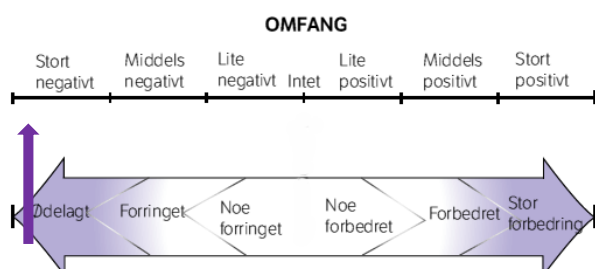 OMFANG
Stort negativt
Middels negativt
Lite negativt
Intet
Lite positivt
Middels positivt
Stort positivt
Ødelagt
Forringet
Noe forringet
Noe forbedret
Forbedret
Stor forbedring